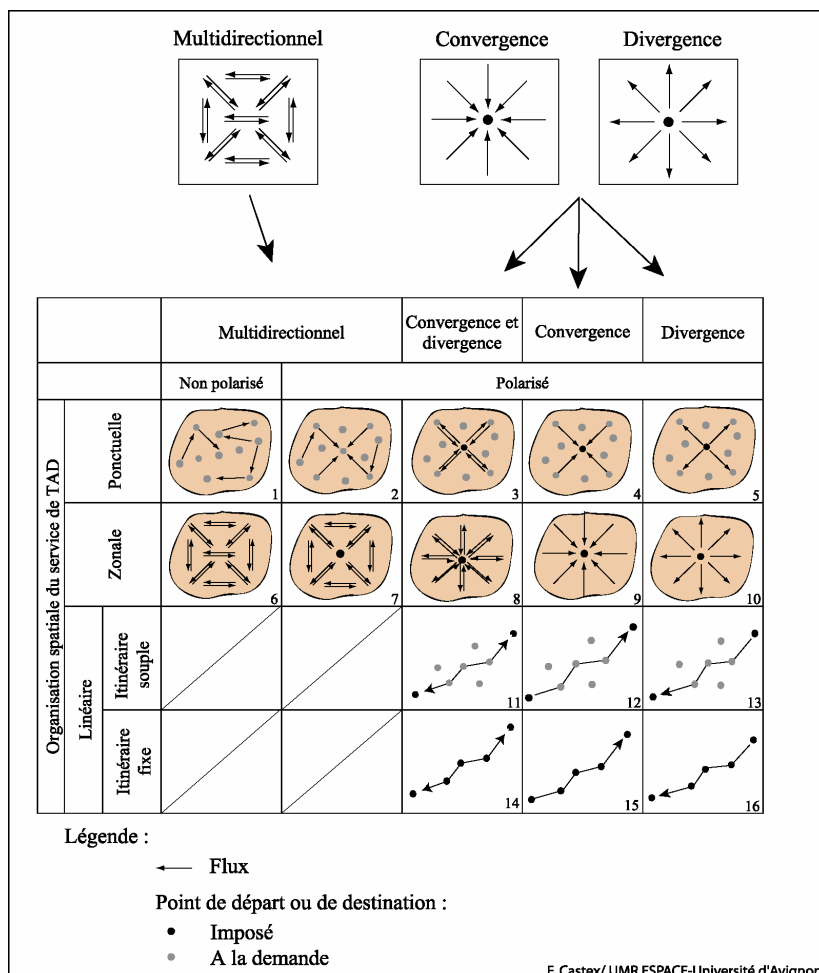 Multidirectionnel
Convergence
Divergence
Multidirectionnel
Convergence et
divergence
Convergence
Divergence
Non polarisé
Polarisé
Organisation spatiale du service de TAD
Ponctuelle
1
2
3
4
5
Zonale
6
7
8
9
10
Linéaire
Itinéraire
souple
11
12
13
Itinéraire
fixe
14
15
16
Légende :
Flux
Point de départ ou de destination :
Imposé
A la demande
E. Castex/ UMR ESPACE-Université d'Avignon